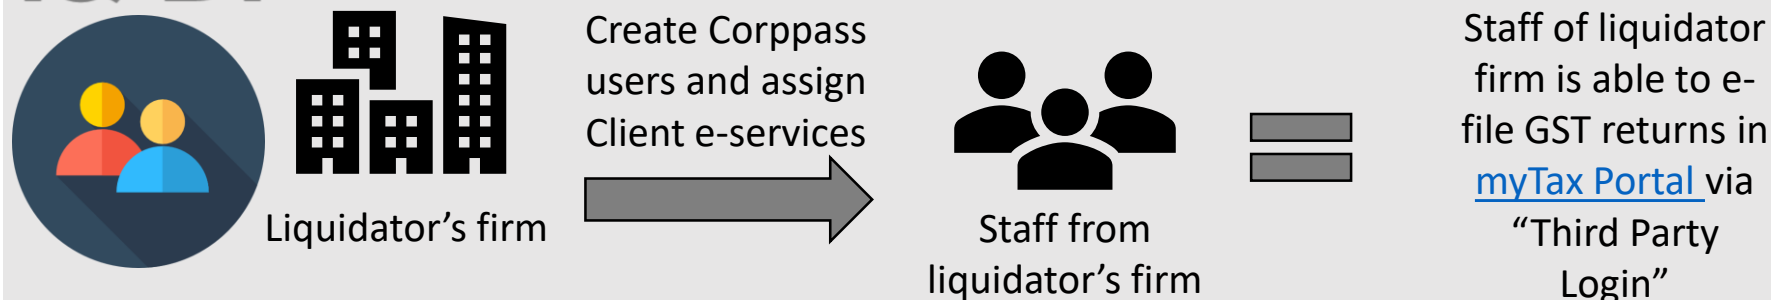 Create Corppass
users and assign
Client e-services
Liquidator’s firm
Staff from
liquidator’s firm
Staff of liquidator
firm is able to e-
file GST returns in
myTax Portal via
“Third Party
Login”